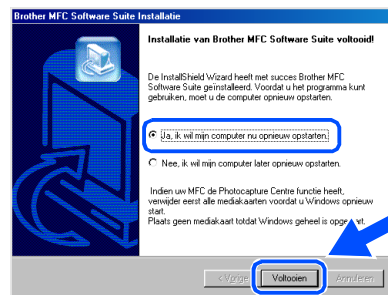 Brother MFC Software Suite Installatie
Installatie van Brother MFC Software Suite voltooid!
De InstallShield Wizard heeft met succes Brother MFC
Software Suite geïnstalleerd. Voordat u het programma kunt
gebruiken, moet u de computer opnieuw opstarten.
Ja, ik wil mijn computer nu opnieuw opstarten.
Nee, ik wil mijn computer later opnieuw opstarten.
Indien uw MFC de Photocapture Centre functie heeft,
verwijder eerst alle mediakaarten voordat u Windows opnieuw
start.
Plaats geen mediakaart totdat Windows geheel is
< Vorige
Voltooien
Annuleren